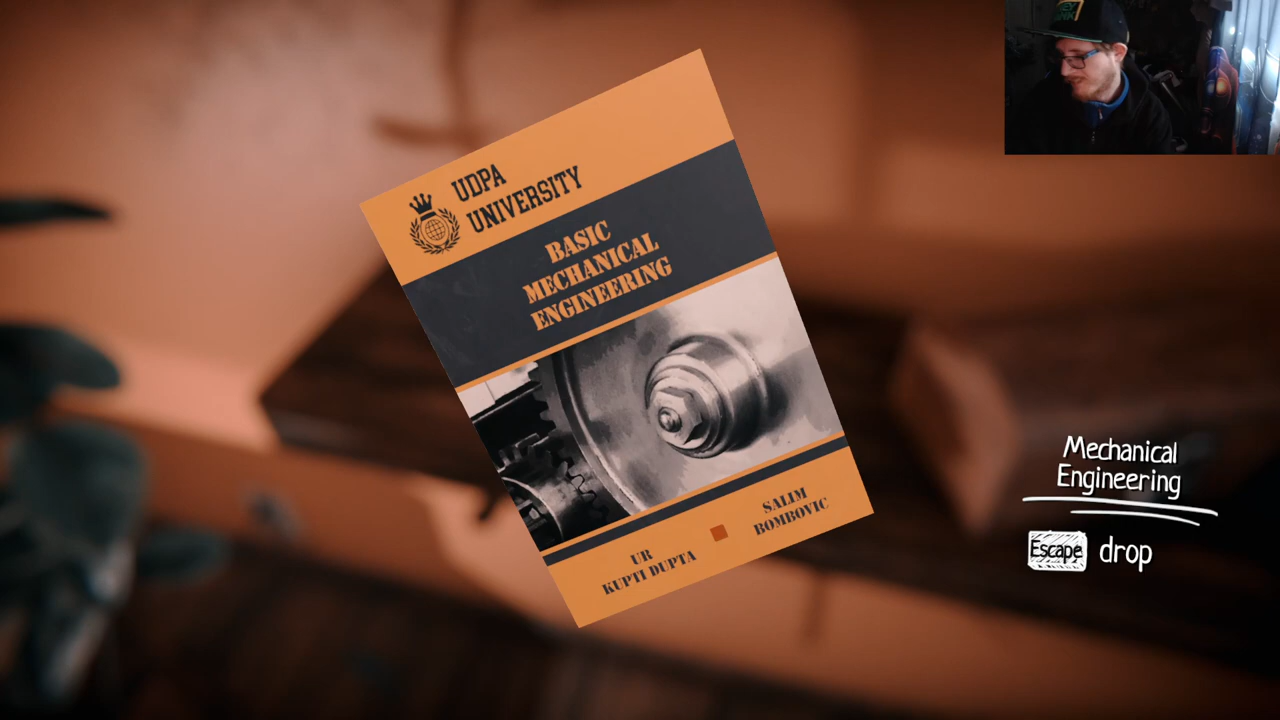 UDPA
UNIVERSITY
BASIC
MECHANICAL
ENGINEERING
UR
KUPTI DUPTA
SALIM
BOMBOVIC
Mechanical
Engineering
Escape drop